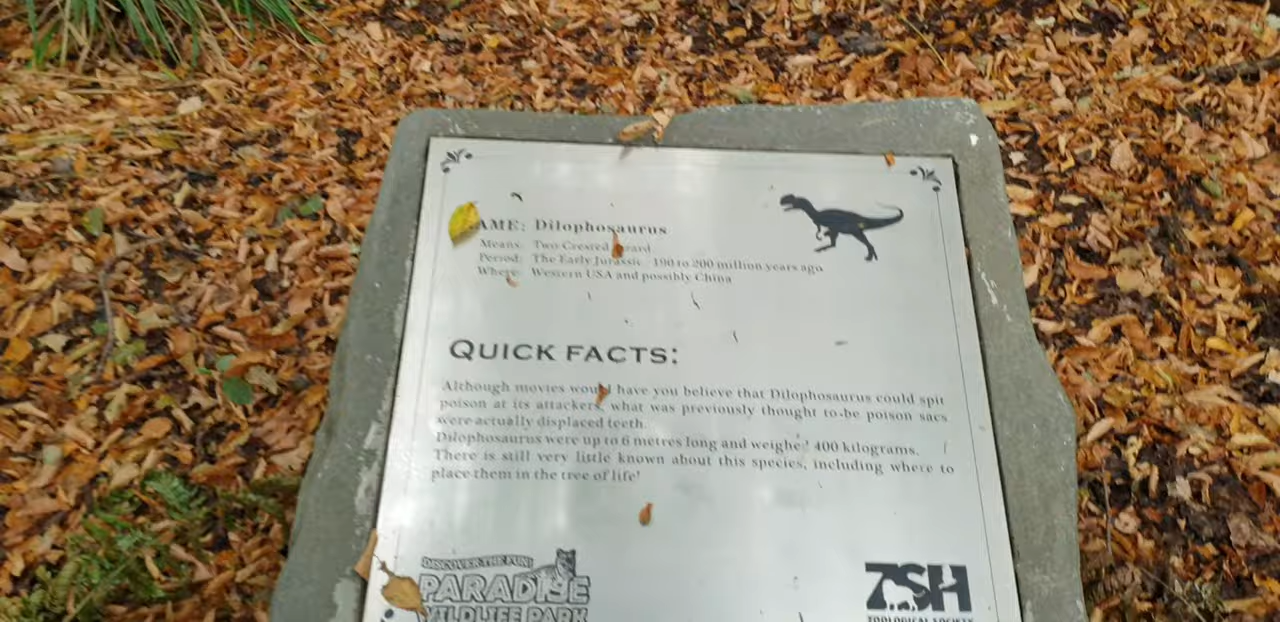 AME: Dilophosaurus
Means: Two Crested
Period: The Early Jurassic 190 to 200 million years ago
Where: Western USA and possibly China
QUICK FACTS:
Although movies would have you believe that Dilophosaurus could spit
poison at its attackers, what was previously thought to be poison sacs
were actually displaced teeth.
Dilophosaurus were up to 6 metres long and weighed 400 kilograms.
There is still very little known about this species, including where to
place them in the tree of life!
DISCOVER THE FUN!
PARADISE
WILDLIFE PARK
ZSH
ZOOLOGICAL SOCIETY